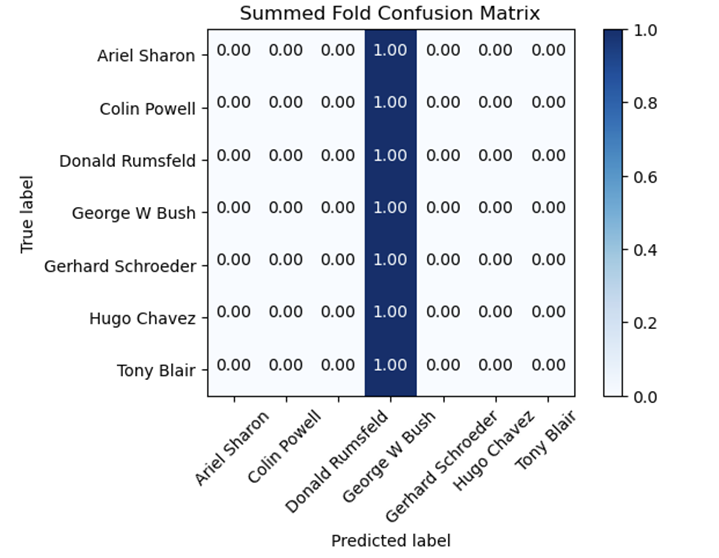 Summed Fold Confusion Matrix
Ariel Sharon 0.00 0.00 0.00 1.00 0.00 0.00 0.00
Colin Powell 0.00 0.00 0.00 1.00 0.00 0.00 0.00
Donald Rumsfeld 0.00 0.00 0.00 1.00 0.00 0.00 0.00
George W Bush 0.00 0.00 0.00 1.00 0.00 0.00 0.00
Gerhard Schroeder 0.00 0.00 0.00 1.00 0.00 0.00 0.00
Hugo Chavez 0.00 0.00 0.00 1.00 0.00 0.00 0.00
Tony Blair 0.00 0.00 0.00 1.00 0.00 0.00 0.00
True label
Ariel Sharon
Colin Powell
Donald Rumsfeld
George W Bush
Gerhard Schroeder
Hugo Chavez
Tony Blair
Predicted label
1.0
0.8
0.6
0.4
0.2
0.0